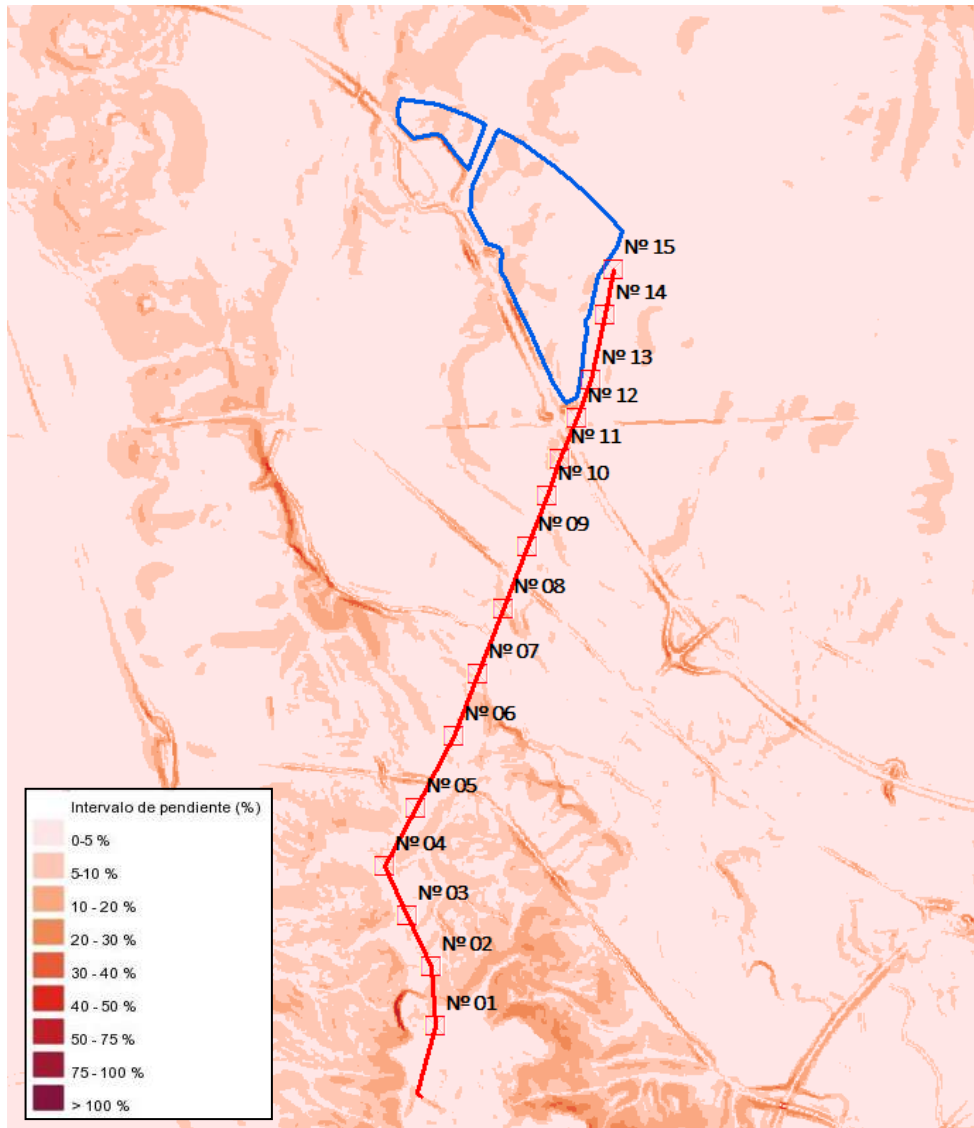 Nº 15
Nº 14
Nº 13
Nº 12
Nº 11
Nº 10
Nº 09
Nº 08
Nº 07
Nº 06
Nº 05
Nº 04
Nº 03
Nº 02
Nº 01
Intervalo de pendiente (%)
0-5 %
5-10 %
10 - 20 %
20 - 30 %
30 - 40 %
40 - 50 %
50 - 75 %
75 - 100 %
> 100 %